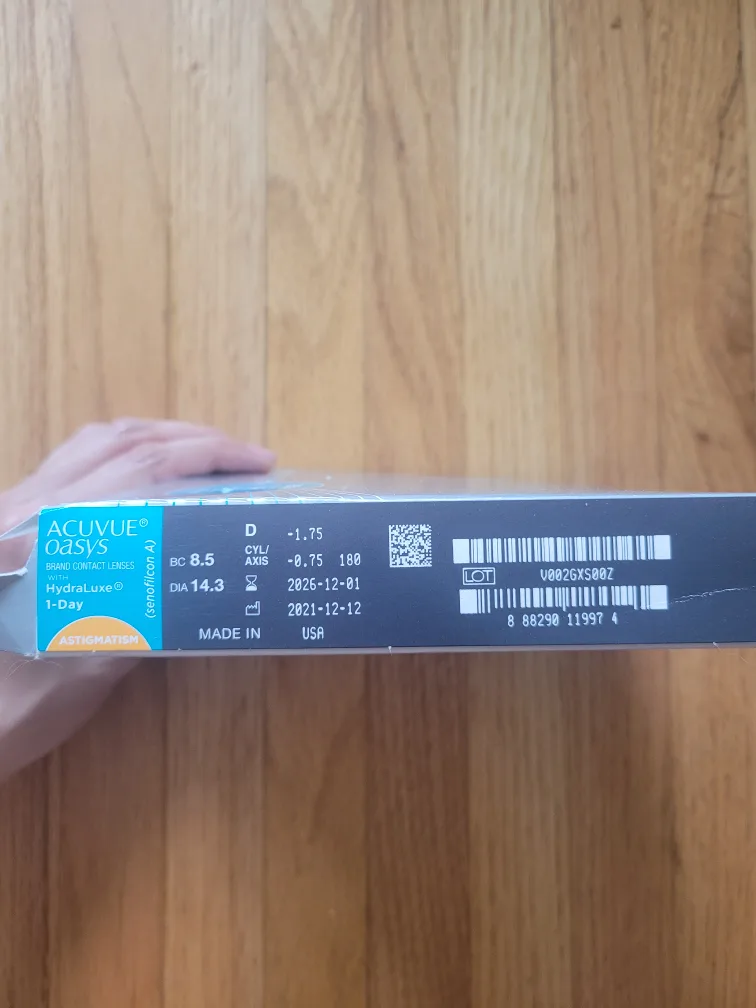 ACUVUE®
oasys
BRAND CONTACT LENSES
WITH
HydraLuxe®
1-Day
ASTIGMATISM
(senofilcon A)
BC 8.5
DIA 14.3
D -1.75
CYL/AXIS -0.75 180
2026-12-01
2021-12-12
MADE IN USA
LOT V002GXS00Z
8 88290 11997 4